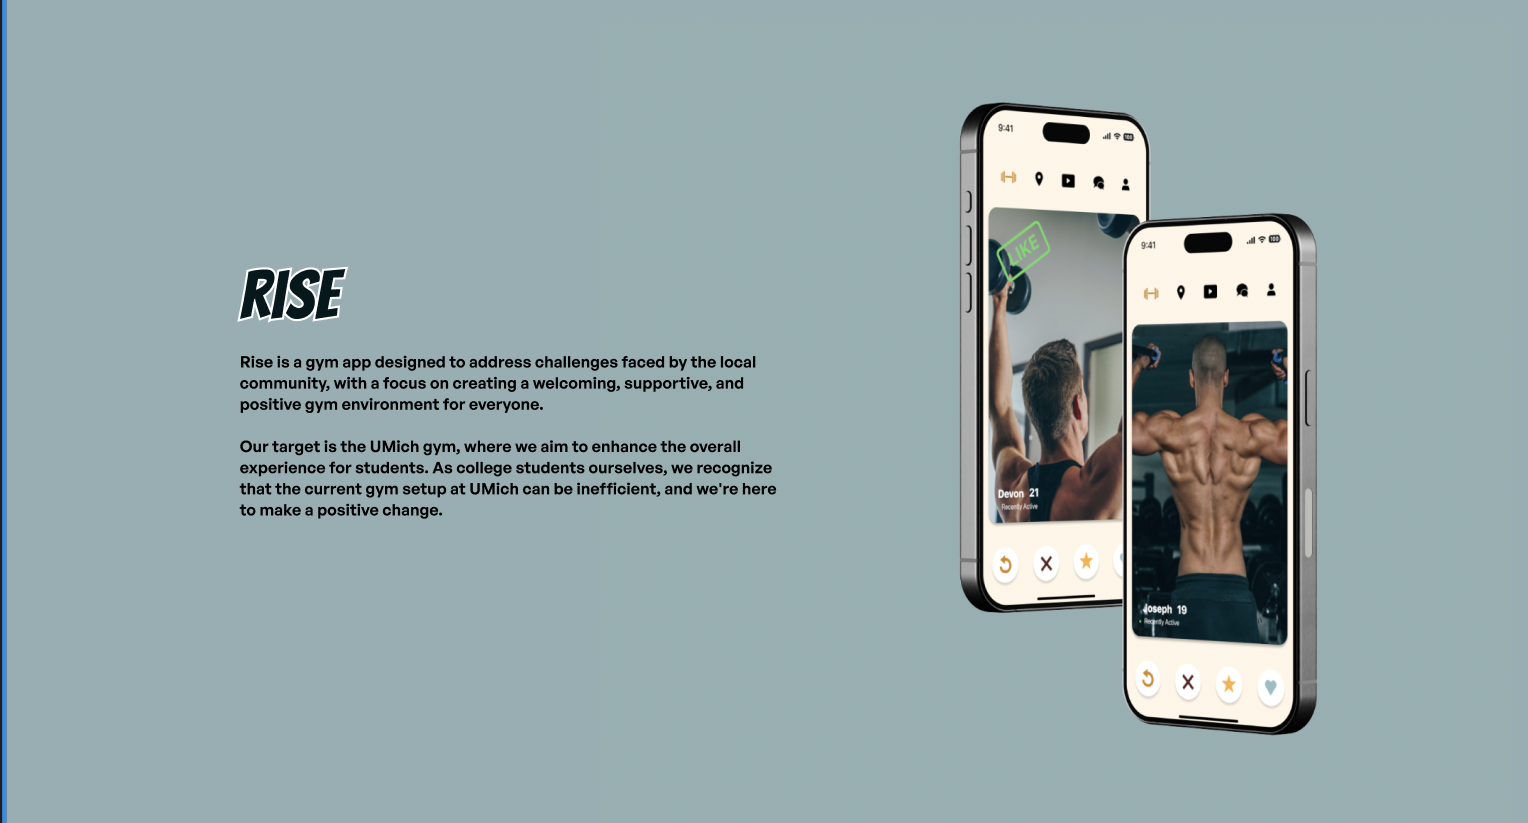 RISE
Rise is a gym app designed to address challenges faced by the local
community, with a focus on creating a welcoming, supportive, and
positive gym environment for everyone.
Our target is the UMich gym, where we aim to enhance the overall
experience for students. As college students ourselves, we recognize
that the current gym setup at UMich can be inefficient, and we're here
to make a positive change.
9:41
100
LIKE
Devon 21
Recently Active
9:41
100
Joseph 19
Recently Active